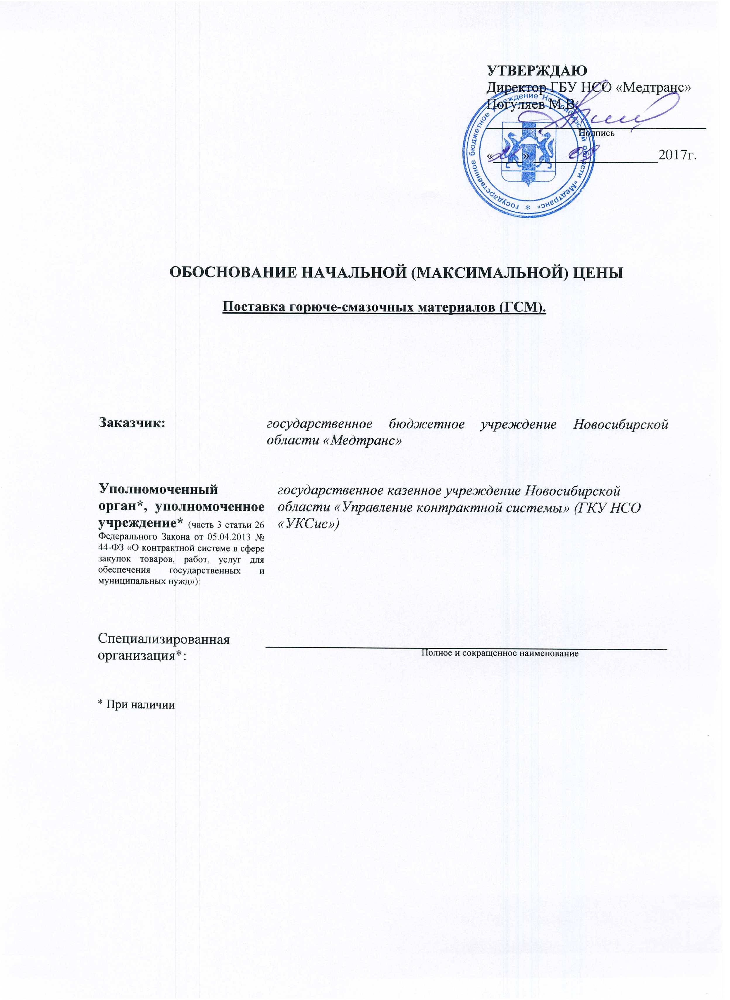 УТВЕРЖДАЮ
Директор ГБУ НСО «Медтранс»
Погуляев М.В.
Подпись
« » 08 2017г.
государственное бюджетное учреждение Новосибирской области «Медтранс» *
ОБОСНОВАНИЕ НАЧАЛЬНОЙ (МАКСИМАЛЬНОЙ) ЦЕНЫ
Поставка горюче-смазочных материалов (ГСМ).
Заказчик:
государственное бюджетное учреждение Новосибирской
области «Медтранс»
Уполномоченный
орган*, уполномоченное
учреждение* (часть 3 статьи 26
Федерального Закона от 05.04.2013 №
44-ФЗ «О контрактной системе в сфере
закупок товаров, работ, услуг для
обеспечения государственных и
муниципальных нужд»):
государственное казенное учреждение Новосибирской
области «Управление контрактной системы» (ГКУ НСО
«УКСис»)
Специализированная
организация*:
Полное и сокращенное наименование
* При наличии